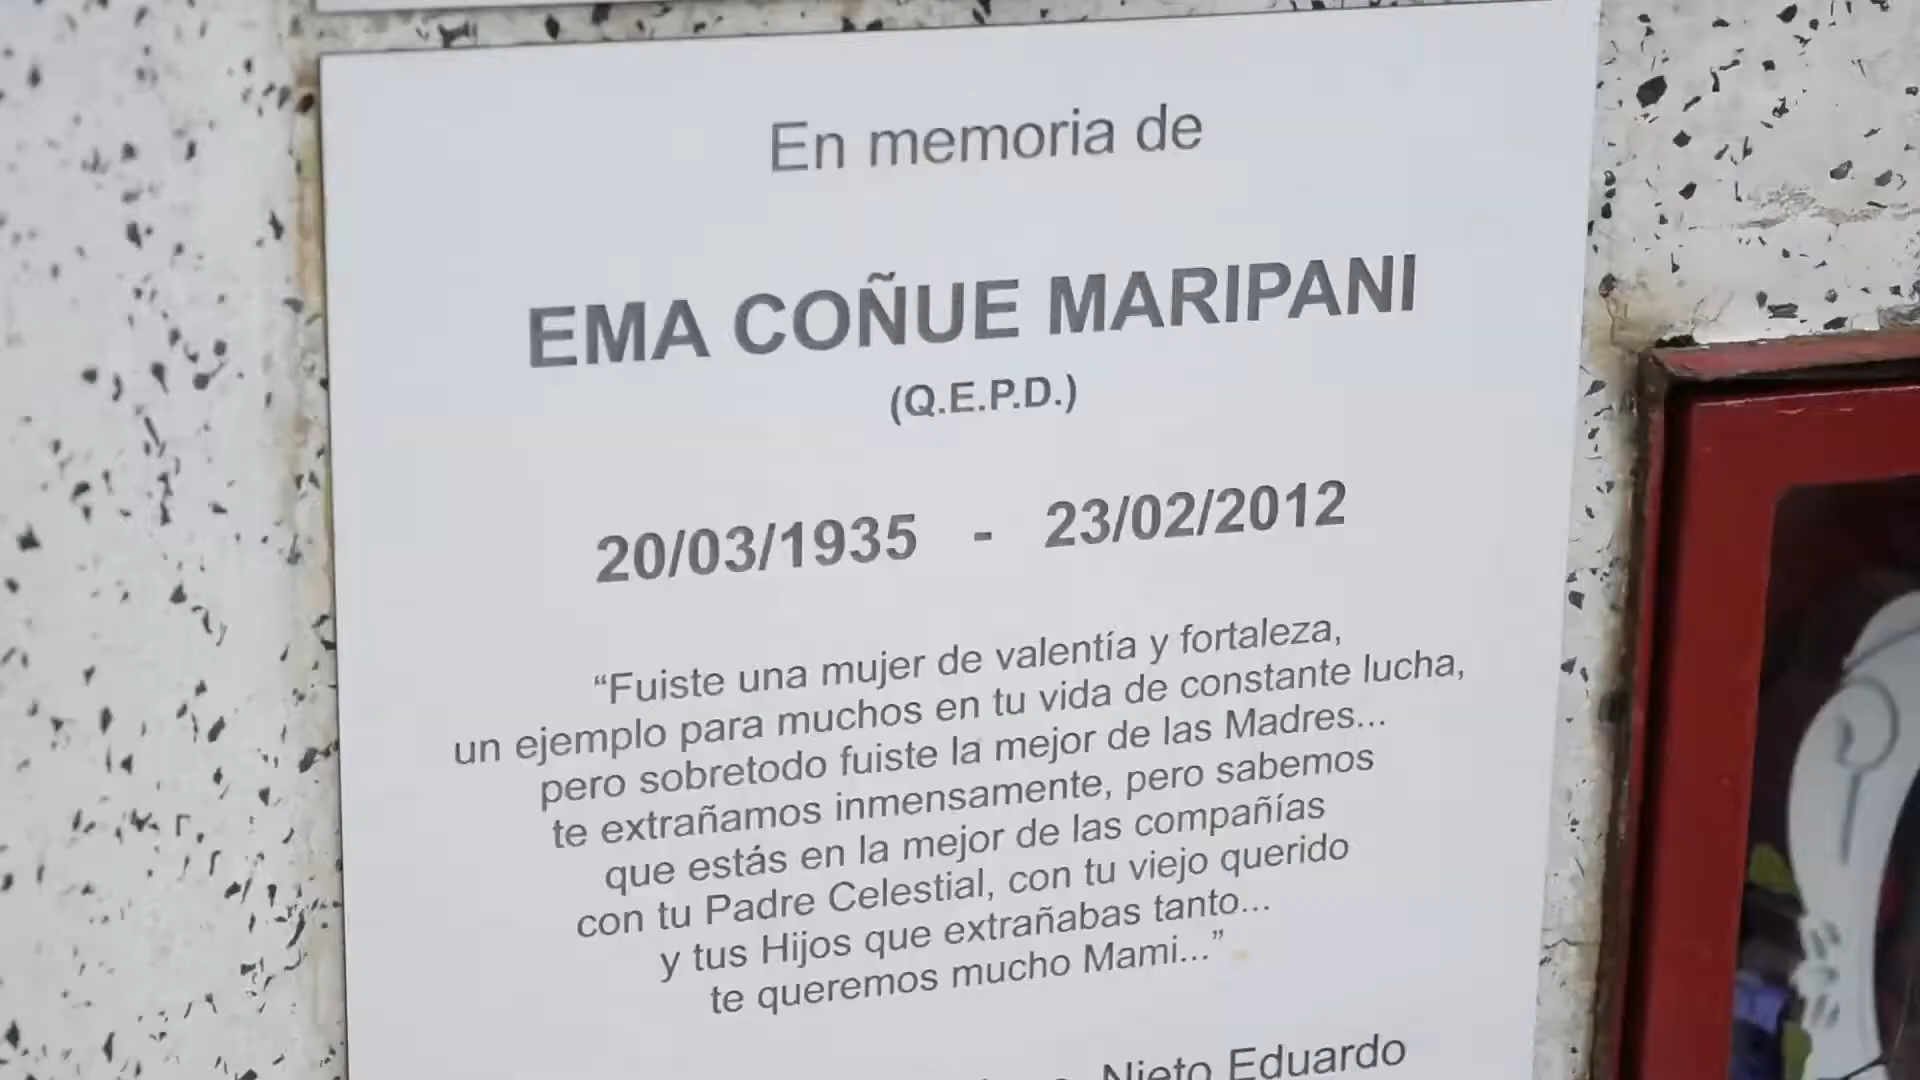 En memoria de
EMA COÑUE MARIPANI
(Q.E.P.D.)
20/03/1935 - 23/02/2012
“Fuiste una mujer de valentía y fortaleza,
un ejemplo para muchos en tu vida de constante lucha,
pero sobretodo fuiste la mejor de las Madres...
te extrañamos inmensamente, pero sabemos
que estás en la mejor de las compañías
con tu Padre Celestial, con tu viejo querido
y tus Hijos que extrañabas tanto...
te queremos mucho Mami...”
Nieto Eduardo